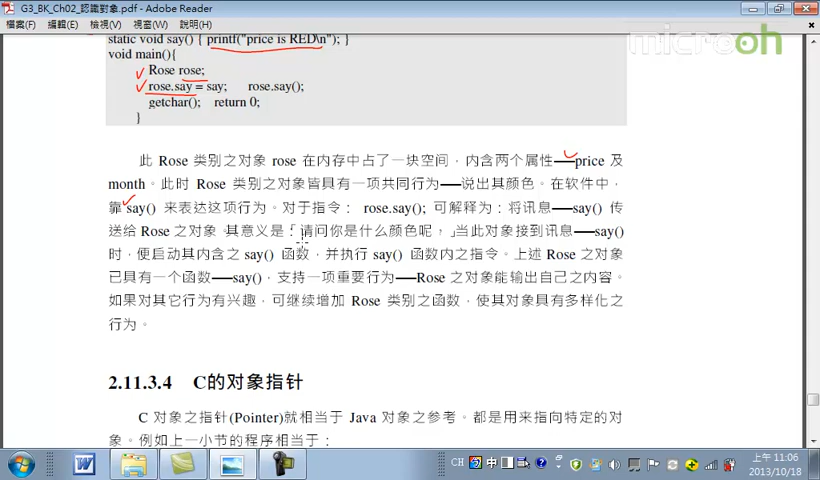 G3_BK_Ch02_認識對象.pdf - Adobe Reader
檔案(F) 編輯(E) 檢視(V) 視窗(W) 說明(H)
microoh
static void say() { printf("price is RED\n"); }
void main(){
Rose rose;
rose.say = say; rose.say();
getchar(); return 0;
}
此 Rose 类别之对象 rose 在内存中占了一块空间，内含两个属性──price 及
month。此时 Rose 类别之对象皆具有一项共同行为──说出其颜色。在软件中，
靠 say() 来表达这项行为。对于指令： rose.say(); 可解释为：将讯息──say() 传
送给 Rose 之对象，其意义是：「请问你是什么颜色呢，」当此对象接到讯息──say()
时，便启动其内含之 say() 函数，并执行 say() 函数内之指令。上述 Rose 之对象
已具有一个函数──say()，支持一项重要行为──Rose 之对象能输出自己之内容。
如果对其它行为有兴趣，可继续增加 Rose 类别之函数，使其对象具有多样化之
行为。
2.11.3.4 C的对象指针
C 对象之指针(Pointer)就相当于 Java 对象之参考。都是用来指向特定的对
象。例如上一小节的程序相当于：
CH 中
上午 11:06
2013/10/18